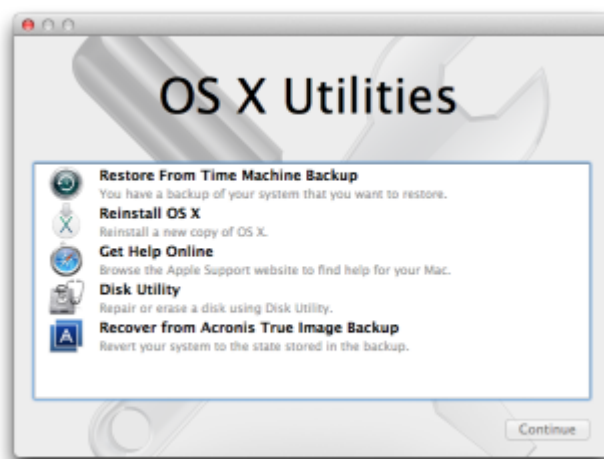 OS X Utilities
Restore From Time Machine Backup
You have a backup of your system that you want to restore.
Reinstall OS X
Reinstall a new copy of OS X.
Get Help Online
Browse the Apple Support website to find help for your Mac.
Disk Utility
Repair or erase a disk using Disk Utility.
A Recover from Acronis True Image Backup
Revert your system to the state stored in the backup.
Continue